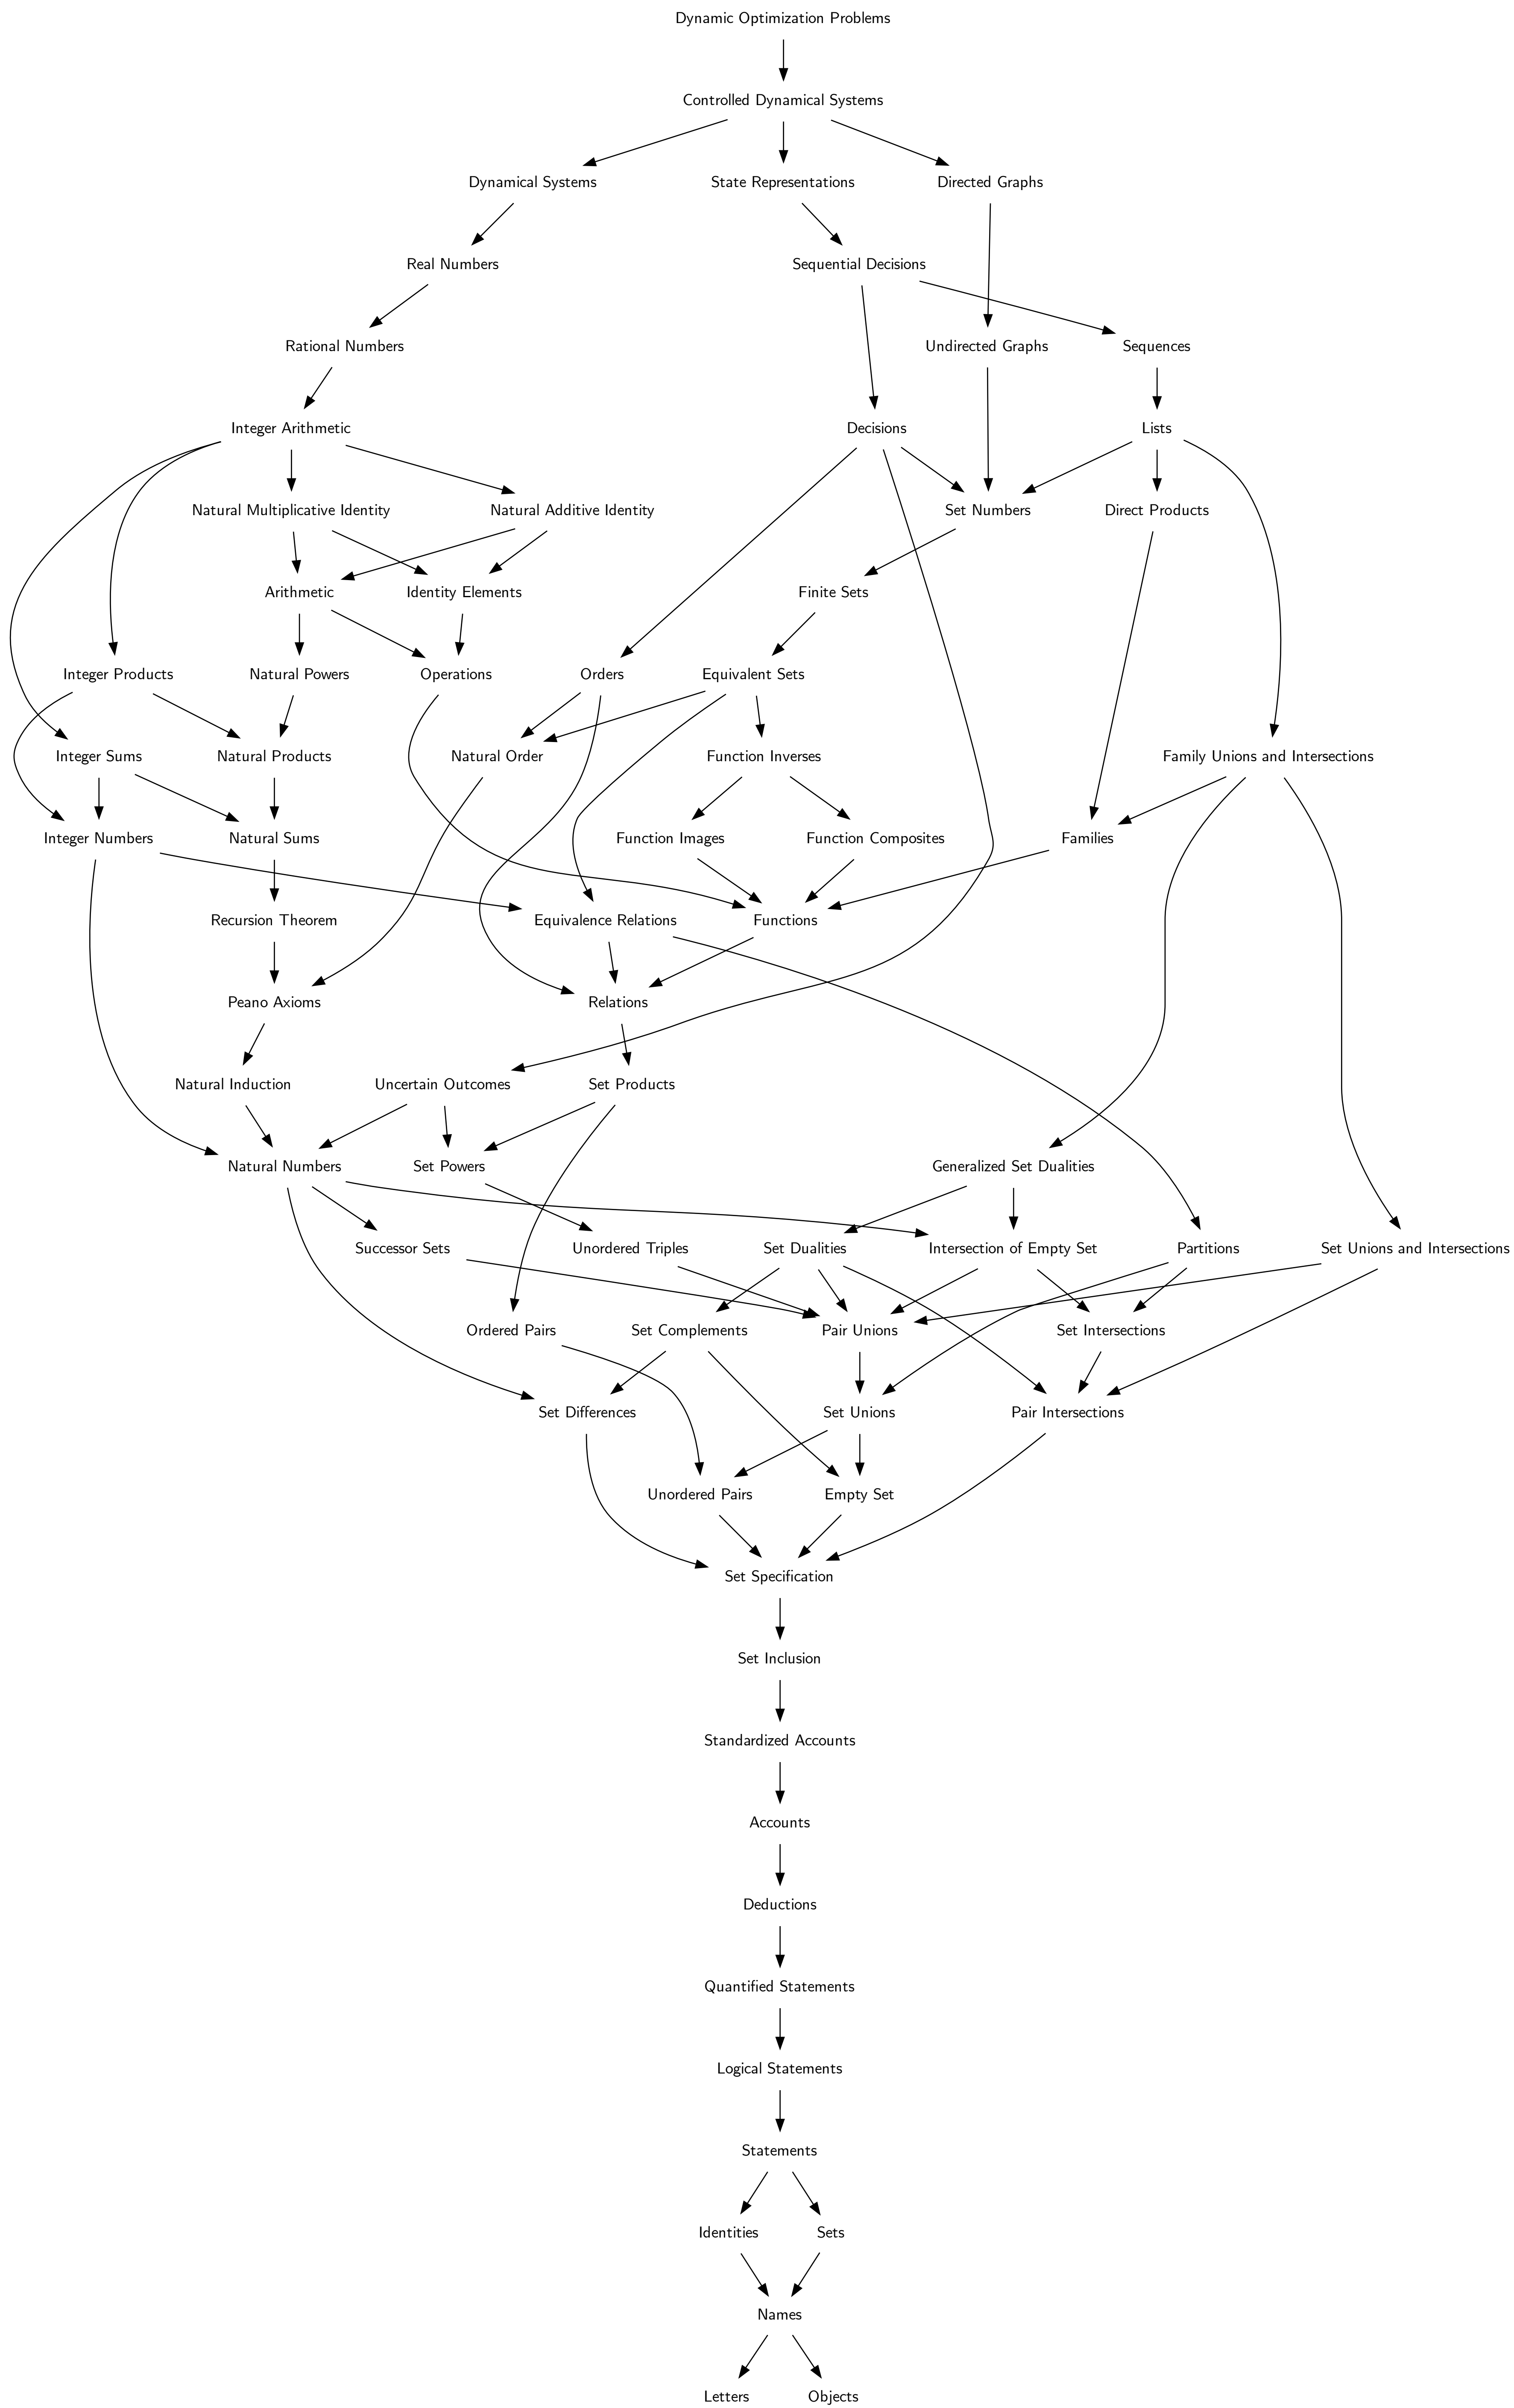 Dynamic Optimization Problems
Controlled Dynamical Systems
Dynamical Systems
State Representations
Directed Graphs
Real Numbers
Sequential Decisions
Rational Numbers
Undirected Graphs
Sequences
Integer Arithmetic
Decisions
Lists
Natural Multiplicative Identity
Natural Additive Identity
Set Numbers
Direct Products
Arithmetic
Identity Elements
Finite Sets
Integer Products
Natural Powers
Operations
Orders
Equivalent Sets
Integer Sums
Natural Products
Natural Order
Function Inverses
Family Unions and Intersections
Integer Numbers
Natural Sums
Function Images
Function Composites
Families
Recursion Theorem
Equivalence Relations
Functions
Peano Axioms
Relations
Natural Induction
Uncertain Outcomes
Set Products
Natural Numbers
Set Powers
Generalized Set Dualities
Successor Sets
Unordered Triples
Set Dualities
Intersection of Empty Set
Partitions
Set Unions and Intersections
Ordered Pairs
Set Complements
Pair Unions
Set Intersections
Set Differences
Set Unions
Pair Intersections
Unordered Pairs
Empty Set
Set Specification
Set Inclusion
Standardized Accounts
Accounts
Deductions
Quantified Statements
Logical Statements
Statements
Identities
Sets
Names
Letters
Objects